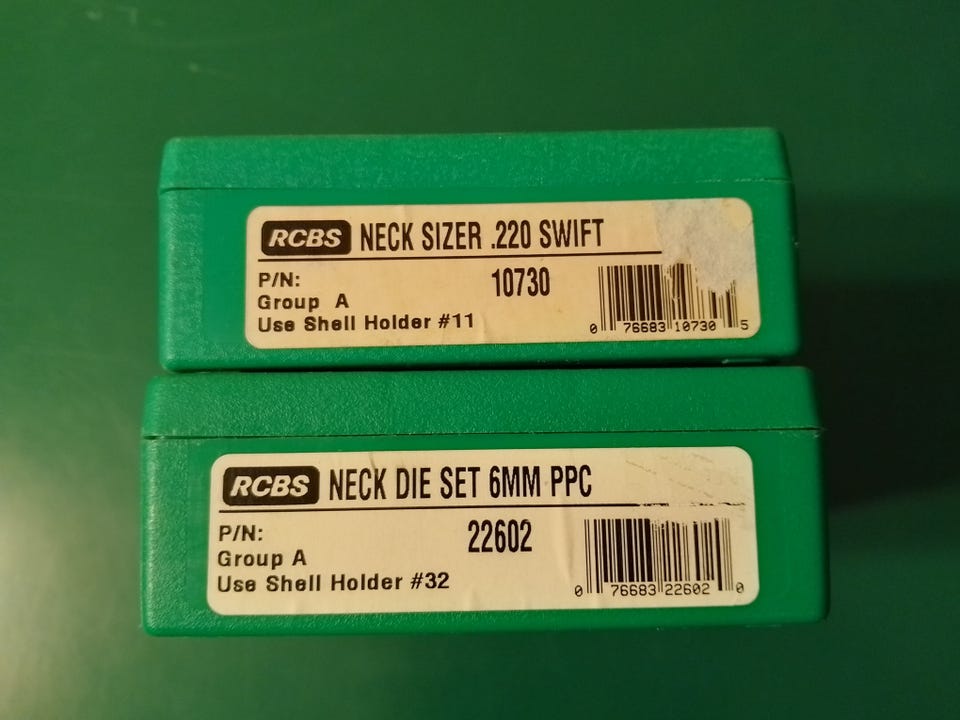 RCBS NECK SIZER .220 SWIFT
P/N: 10730
Group A
Use Shell Holder #11
0 76683 10730 5
RCBS NECK DIE SET 6MM PPC
P/N: 22602
Group A
Use Shell Holder #32
0 76683 22602 0